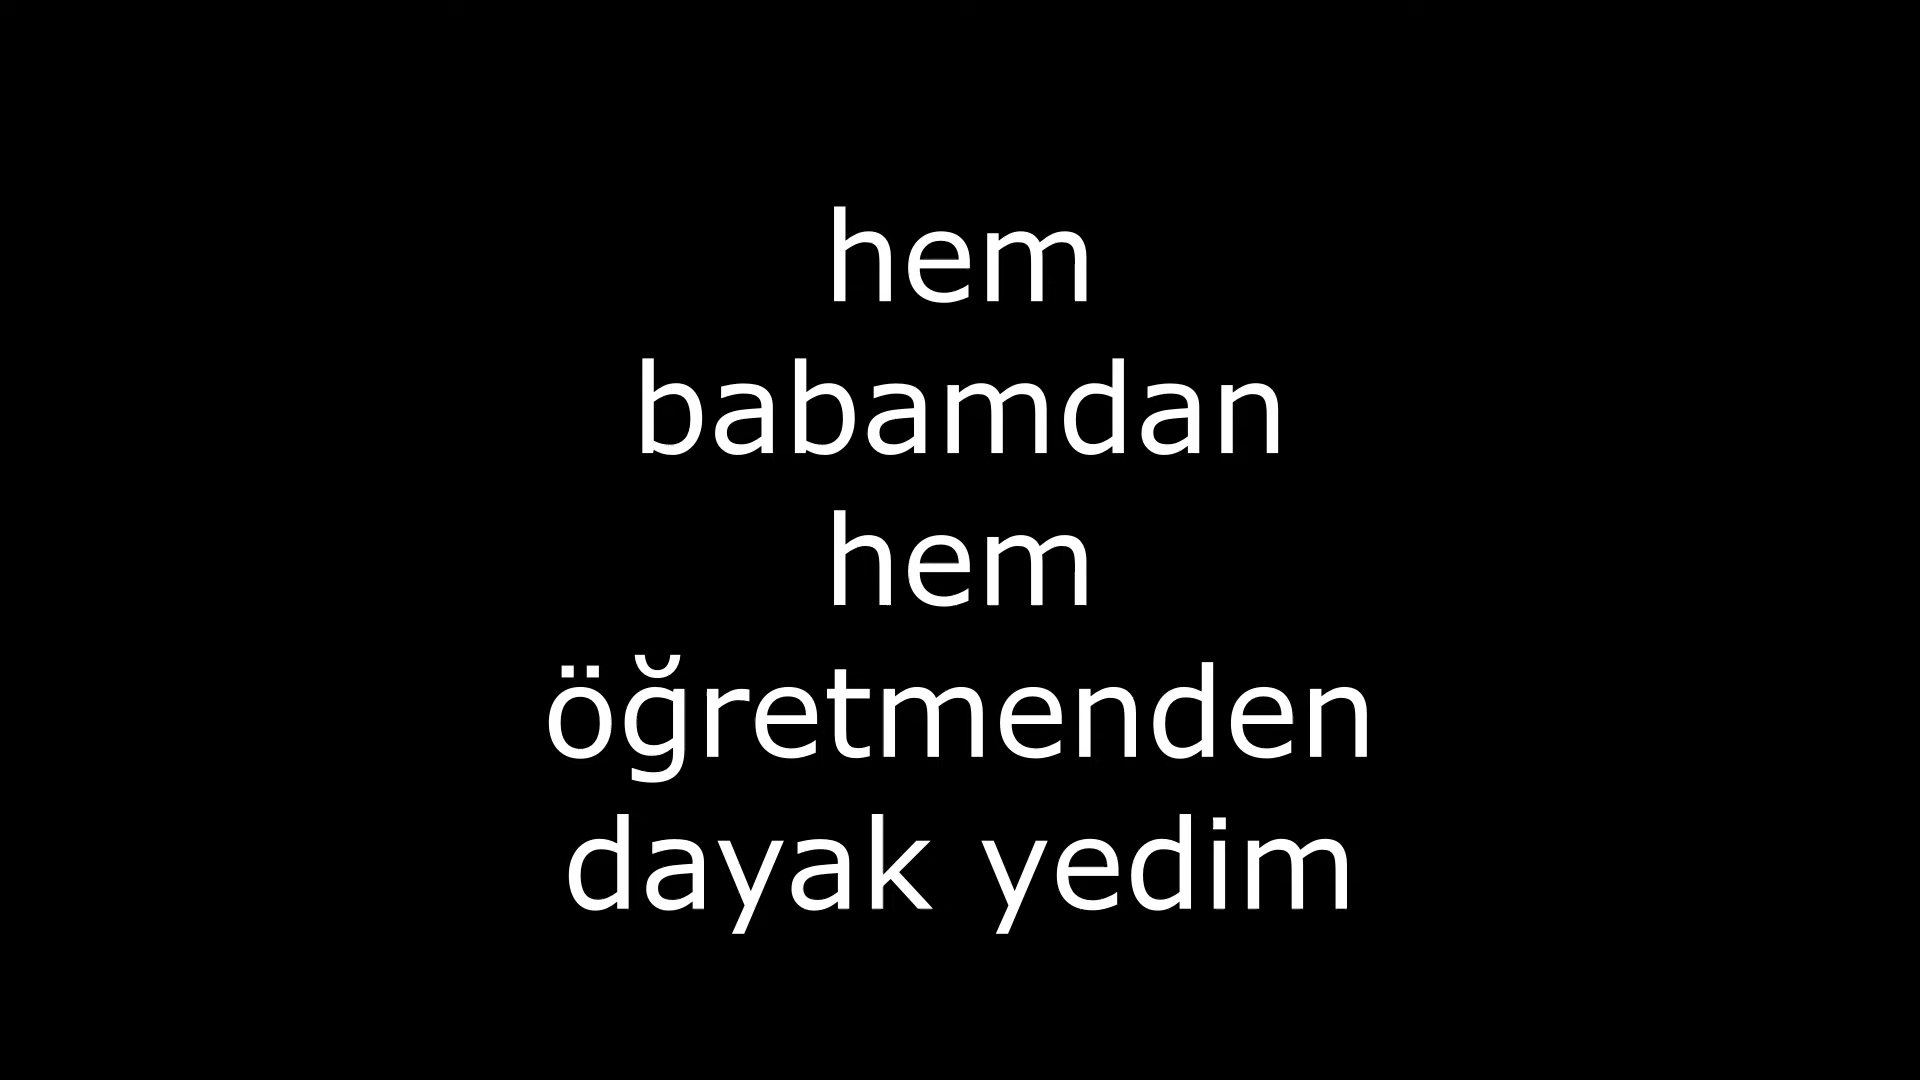 hem
babamdan
hem
öğretmenden
dayak yedim